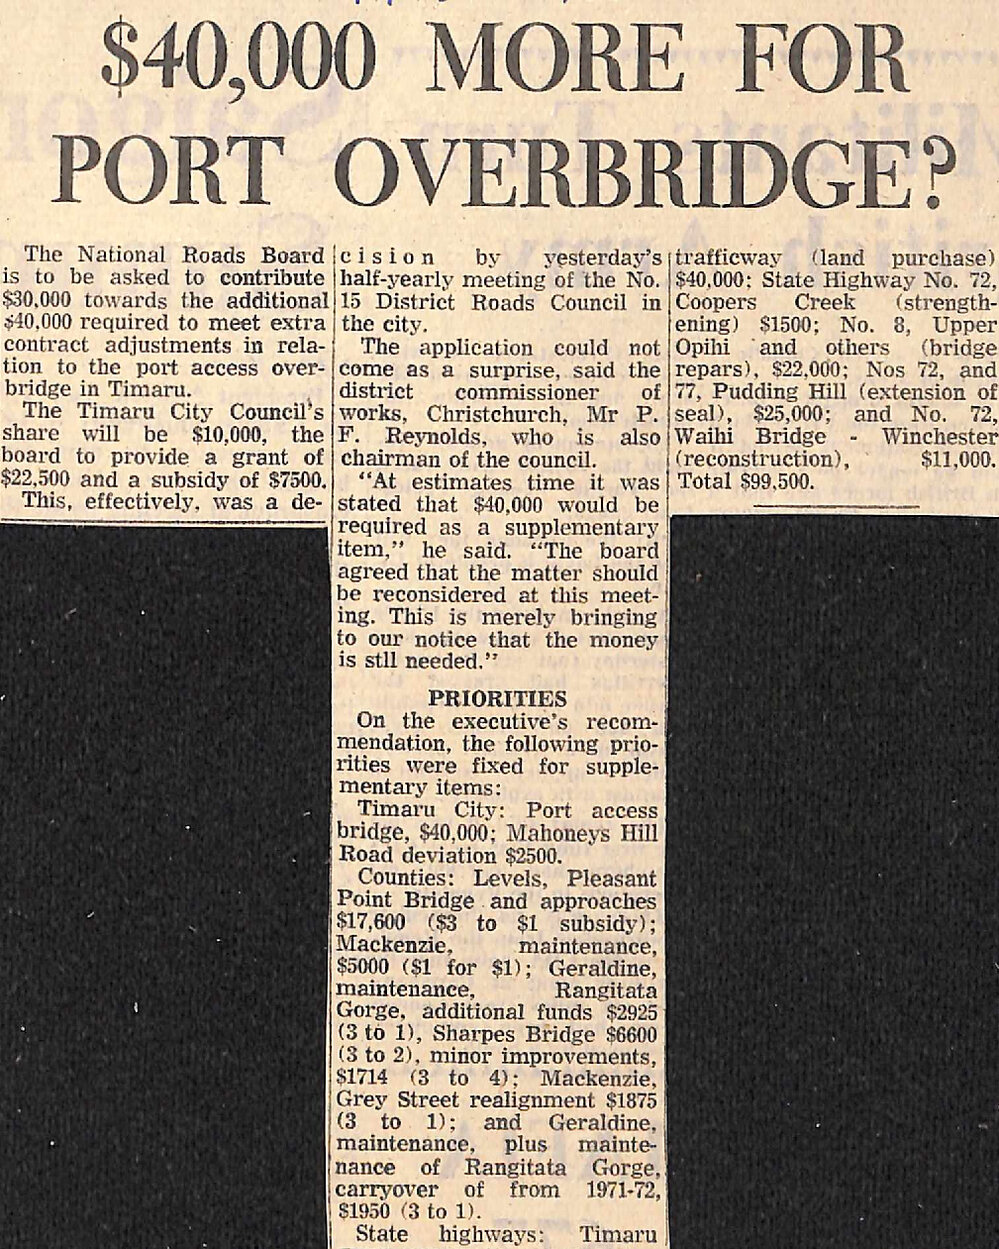 $40,000 MORE FOR
PORT OVERBRIDGE?
The National Roads Board
is to be asked to contribute
$30,000 towards the additional
$40,000 required to meet extra
contract adjustments in rela-
tion to the port access over-
bridge in Timaru.
The Timaru City Council's
share will be $10,000, the
board to provide a grant of
$22,500 and a subsidy of $7500.
This, effectively, was a de-
cision by yesterday's
half-yearly meeting of the No.
15 District Roads Council in
the city.
The application could not
come as a surprise, said the
district commissioner of
works, Christchurch, Mr P.
F. Reynolds, who is also
chairman of the council.
"At estimates time it was
stated that $40,000 would be
required as a supplementary
item," he said. "The board
agreed that the matter should
be reconsidered at this meet-
ing. This is merely bringing
to our notice that the money
is stll needed."
PRIORITIES
On the executive's recom-
mendation, the following prio-
rities were fixed for supple-
mentary items:
Timaru City: Port access
bridge, $40,000; Mahoneys Hill
Road deviation $2500.
Counties: Levels, Pleasant
Point Bridge and approaches
$17,600 ($3 to $1 subsidy);
Mackenzie, maintenance,
$5000 ($1 for $1); Geraldine,
maintenance, Rangitata
Gorge, additional funds $2925
(3 to 1), Sharpes Bridge $6600
(3 to 2), minor improvements,
$1714 (3 to 4); Mackenzie,
Grey Street realignment $1875
(3 to 1); and Geraldine,
maintenance, plus mainte-
nance of Rangitata Gorge,
carryover of from 1971-72,
$1950 (3 to 1).
State highways: Timaru
trafficway (land purchase)
$40,000; State Highway No. 72,
Coopers Creek (strength-
ening) $1500; No. 8, Upper
Opihi and others (bridge
repars), $22,000; Nos 72, and
77, Pudding Hill (extension of
seal), $25,000; and No. 72,
Waihi Bridge - Winchester
(reconstruction), $11,000.
Total $99,500.